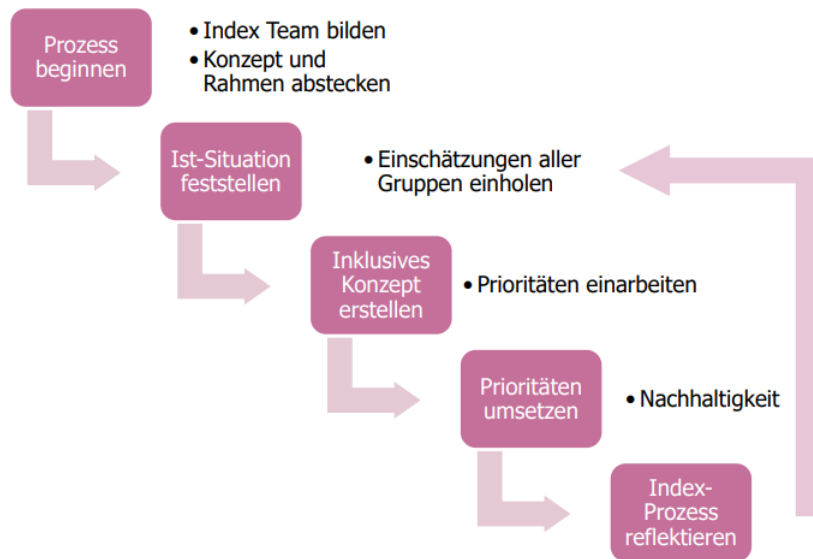 Prozess
beginnen
• Index Team bilden
• Konzept und
Rahmen abstecken
Ist-Situation
feststellen
• Einschätzungen aller
Gruppen einholen
Inklusives
Konzept
erstellen
• Prioritäten einarbeiten
Prioritäten
umsetzen
• Nachhaltigkeit
Index-
Prozess
reflektieren